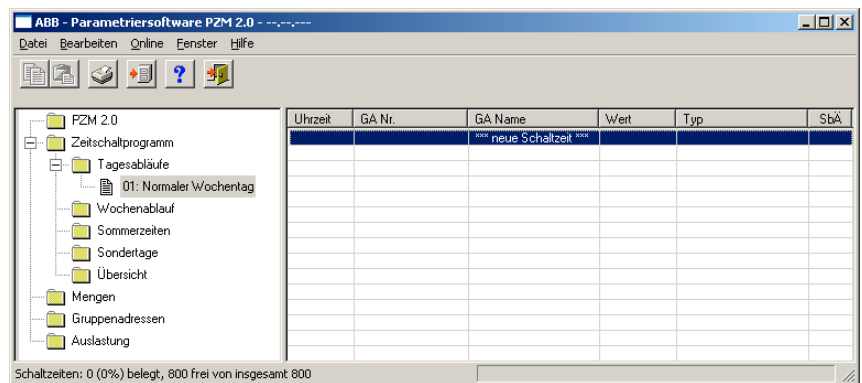 ABB - Parametriersoftware PZM 2.0 - --,--,---
Datei Bearbeiten Online Fenster Hilfe
Uhrzeit GA Nr. GA Name Wert Typ SbÄ
*** neue Schaltzeit ***
PZM 2.0
Zeitschaltprogramm
Tagesabläufe
01: Normaler Wochentag
Wochenablauf
Sommerzeiten
Sondertage
Übersicht
Mengen
Gruppenadressen
Auslastung
Schaltzeiten: 0 (0%) belegt, 800 frei von insgesamt 800